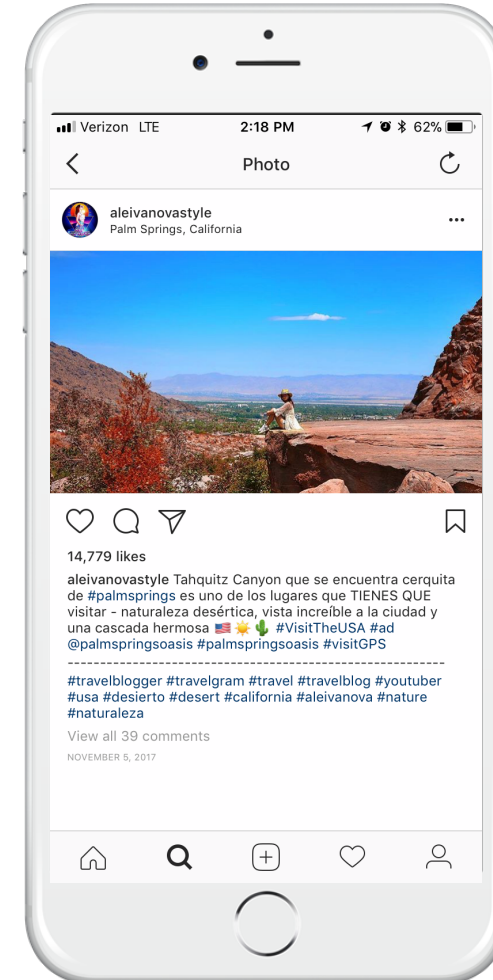 Verizon LTE 2:18 PM 62%
Photo
aleivanovastyle
Palm Springs, California
14,779 likes
aleivanovastyle Tahquitz Canyon que se encuentra cerquita
de #palmsprings es uno de los lugares que TIENES QUE
visitar - naturaleza desértica, vista increíble a la ciudad y
una cascada hermosa 🇺🇸 ☀️ 🌵 #VisitTheUSA #ad
@palmspringsoasis #palmspringsoasis #visitGPS
----------------------------------------------------------
#travelblogger #travelgram #travel #travelblog #youtuber
#usa #desierto #desert #california #aleivanova #nature
#naturaleza
View all 39 comments
NOVEMBER 5, 2017